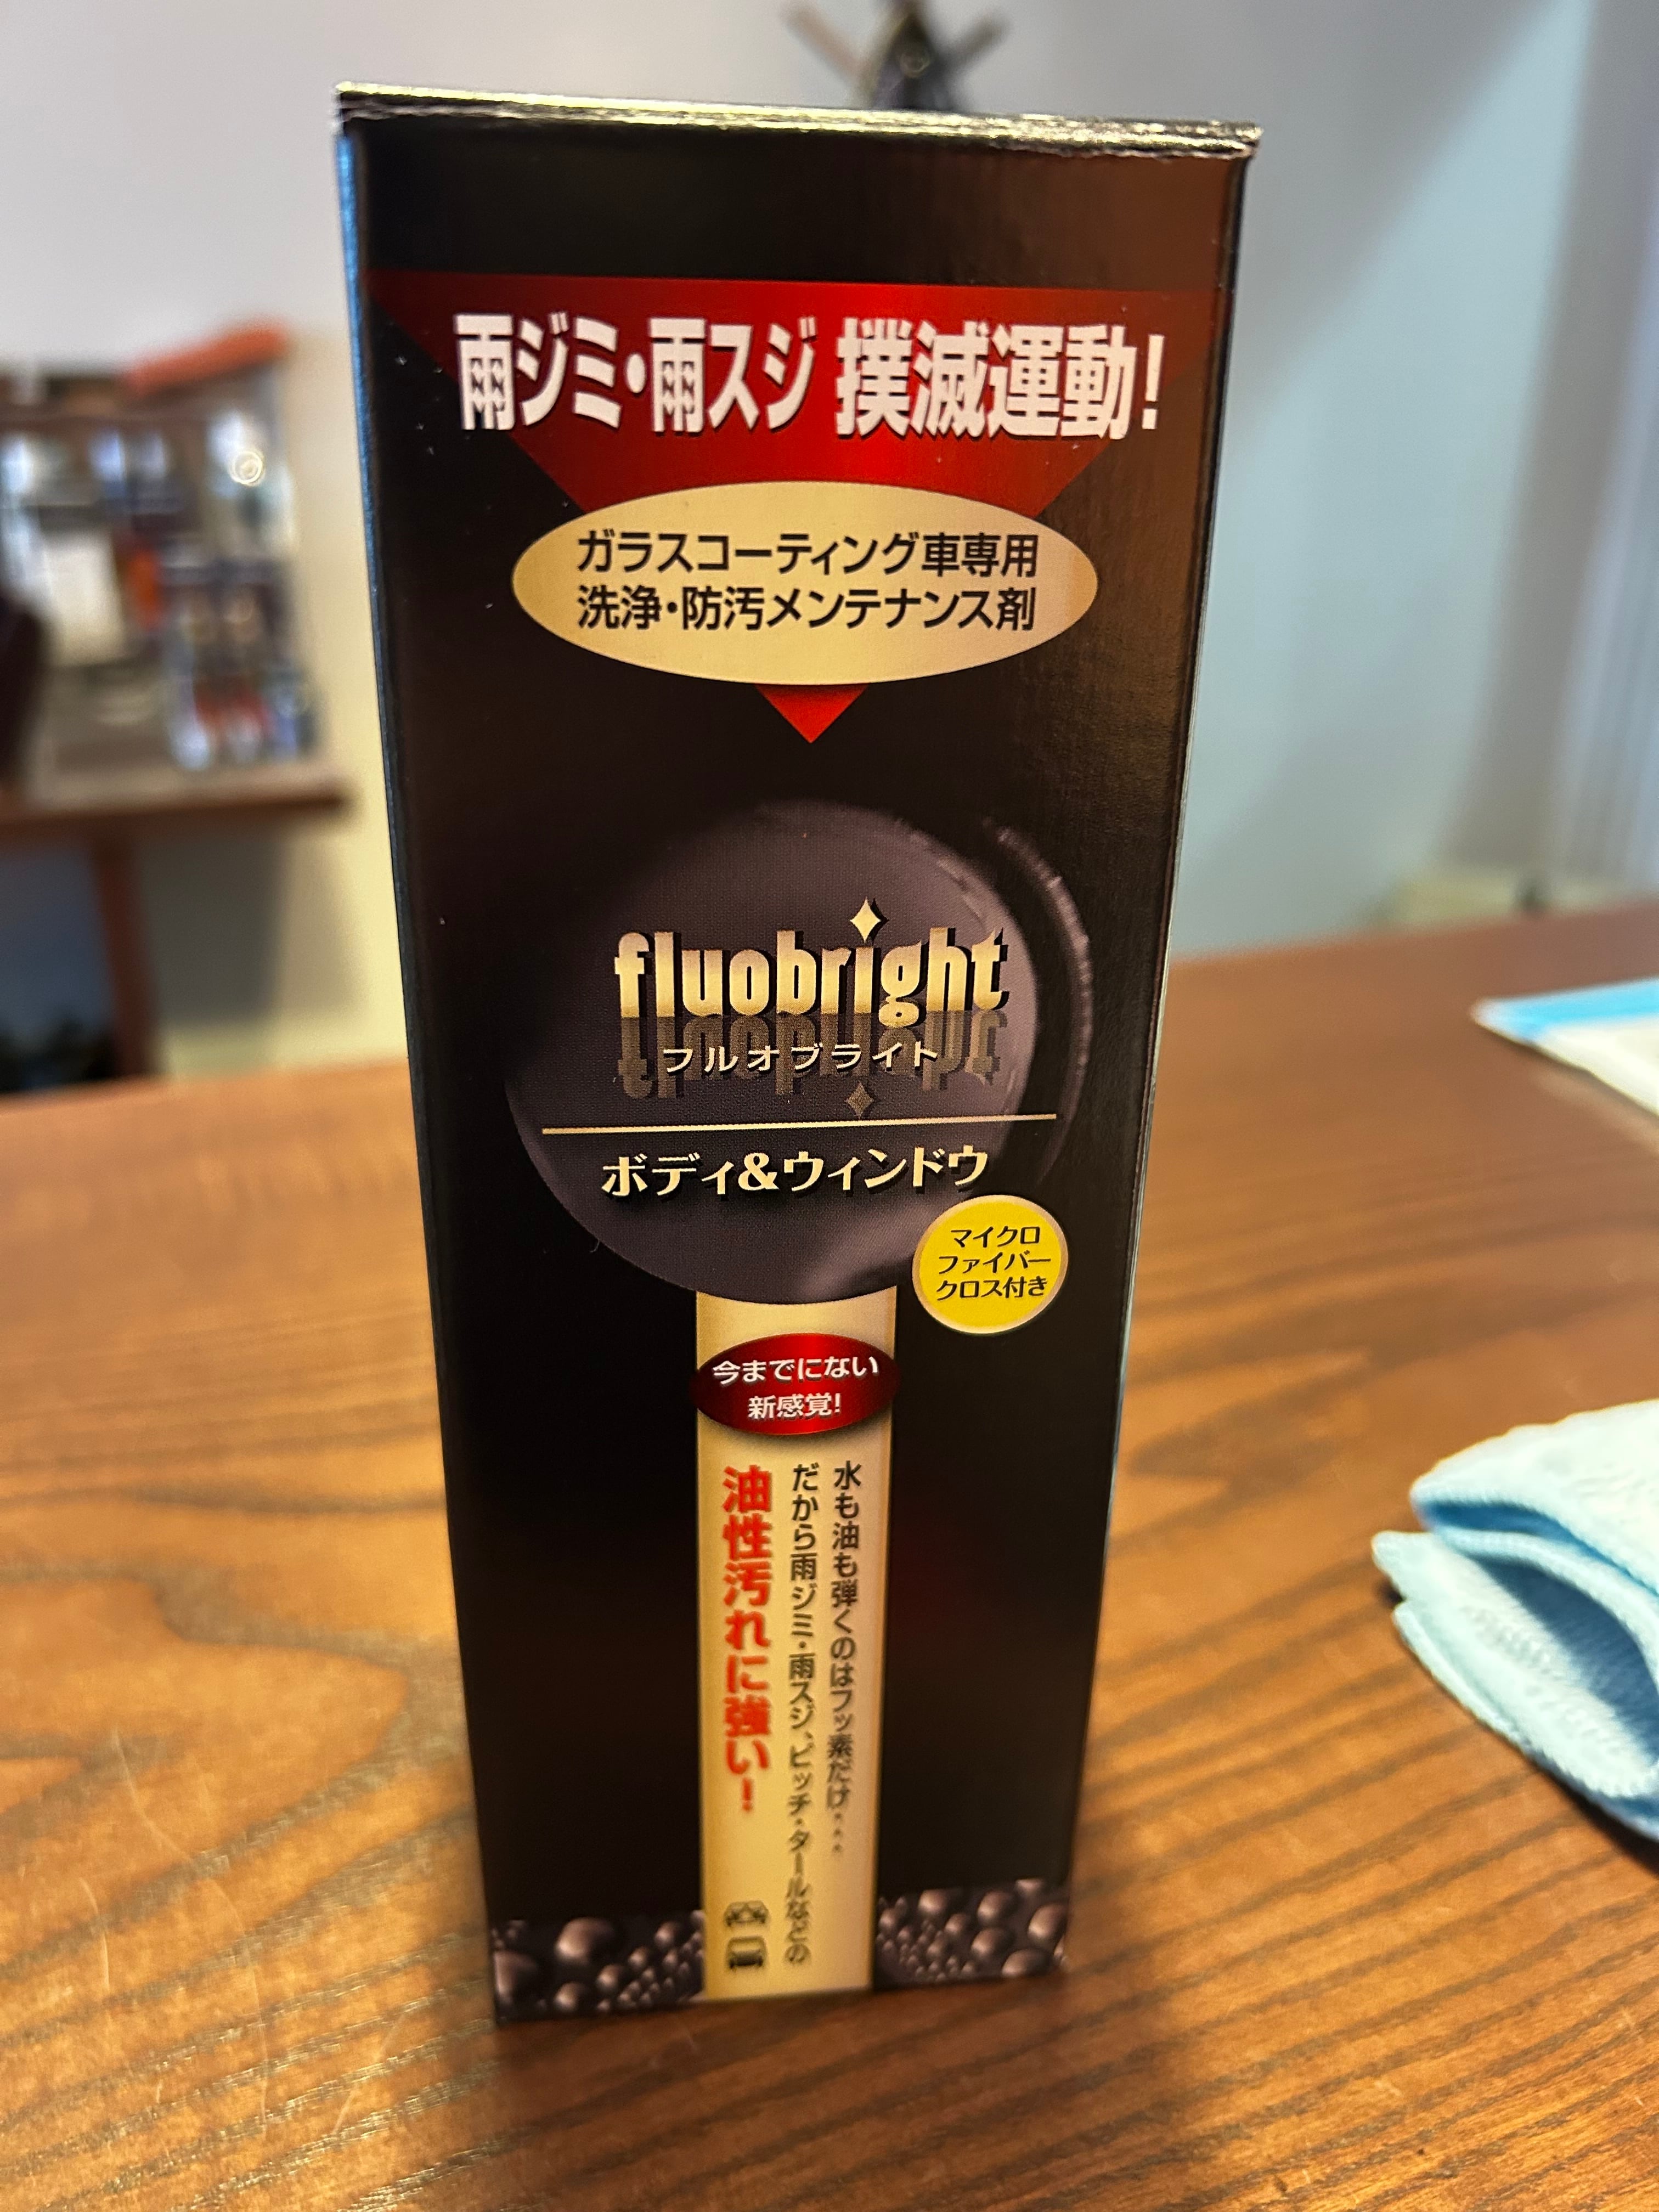 雨ジミ・雨スジ 撲滅運動!
ガラスコーティング車専用
洗浄・防汚メンテナンス剤
fluobright
フルオブライト
ボディ&ウィンドウ
マイクロ
ファイバー
クロス付き
今までにない
新感覚!
水も油も弾くのはフッ素だけ・・・
だから雨ジミ・雨スジ、ピッチ・タールなどの
油性汚れに強い!